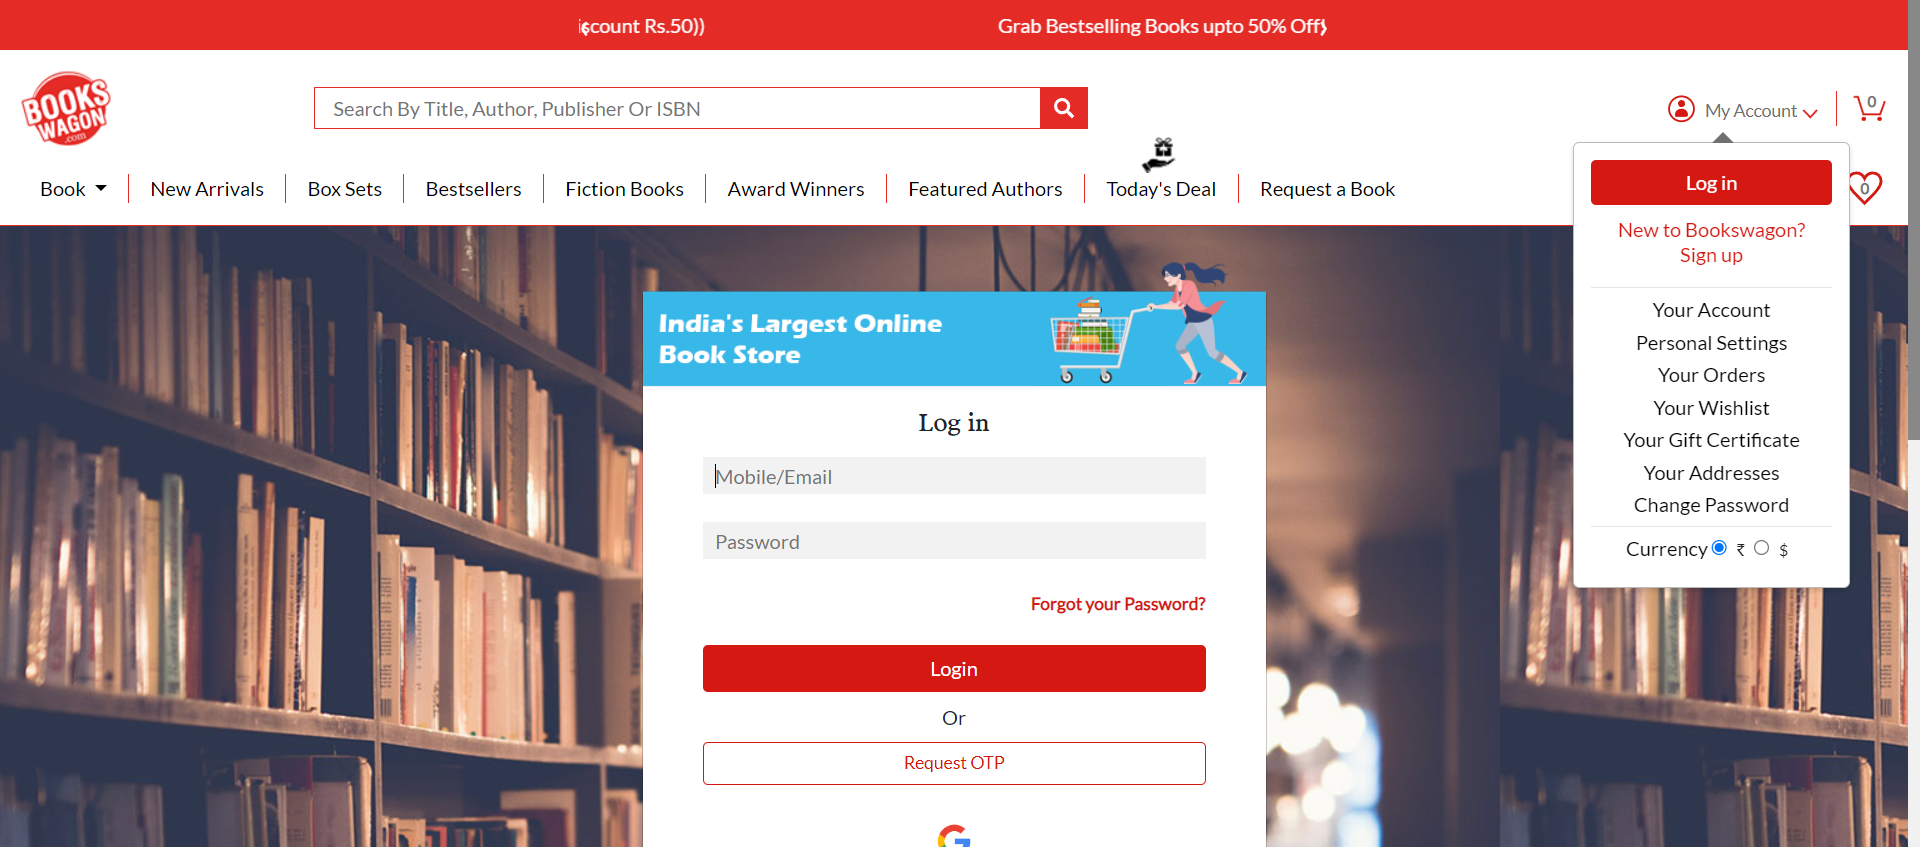 scount Rs.50))
Grab Bestselling Books upto 50% Off
BOOKS
WAGON
.com
Search By Title, Author, Publisher Or ISBN
My Account
0
Book
New Arrivals
Box Sets
Bestsellers
Fiction Books
Award Winners
Featured Authors
Today's Deal
Request a Book
0
Log in
New to Bookswagon?
Sign up
Your Account
Personal Settings
Your Orders
Your Wishlist
Your Gift Certificate
Your Addresses
Change Password
Currency ₹ $
India's Largest Online
Book Store
Log in
Mobile/Email
Password
Forgot your Password?
Login
Or
Request OTP